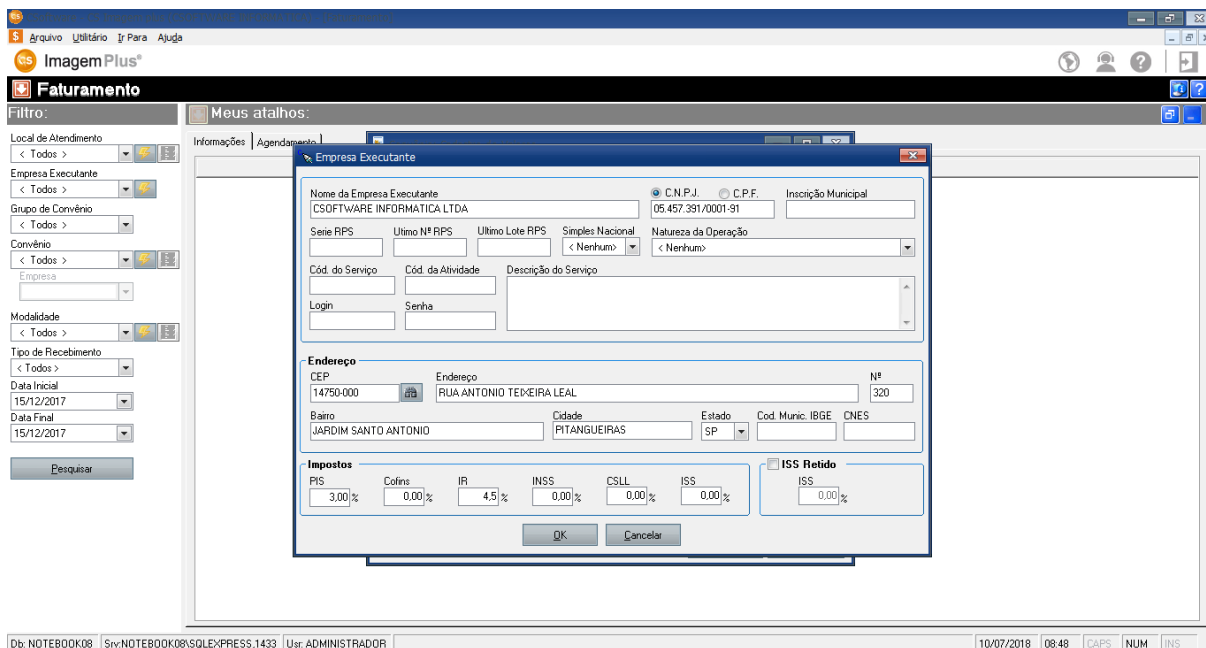 Arquivo Utilitário Ir Para Ajuda
cs ImagemPlus®
Faturamento
Filtro:
Meus atalhos:
Local de Atendimento
< Todos >
Empresa Executante
< Todos >
Grupo de Convênio
< Todos >
Convênio
< Todos >
Empresa
Modalidade
< Todos >
Tipo de Recebimento
< Todos >
Data Inicial
15/12/2017
Data Final
15/12/2017
Pesquisar
Informações Agendamento
Empresa Executante
Nome da Empresa Executante C.N.P.J. C.P.F. Inscrição Municipal
CSOFTWARE INFORMATICA LTDA 05.457.391/0001-91
Serie RPS Utimo Nº RPS Ultimo Lote RPS Simples Nacional Natureza da Operação
< Nenhum> < Nenhum>
Cód. do Serviço Cód. da Atividade Descrição do Serviço
Login Senha
Endereço
CEP Endereço Nº
14750-000 RUA ANTONIO TEIXEIRA LEAL 320
Bairro Cidade Estado Cod. Munic. IBGE CNES
JARDIM SANTO ANTONIO PITANGUEIRAS SP
Impostos ISS Retido
PIS Cofins IR INSS CSLL ISS ISS
3,00 % 0,00 % 4,5 % 0,00 % 0,00 % 0,00 % 0,00 %
OK Cancelar
Db: NOTEBOOK08 Srv:NOTEBOOK08\SQLEXPRESS,1433 Usr: ADMINISTRADOR 10/07/2018 08:48 CAPS NUM INS